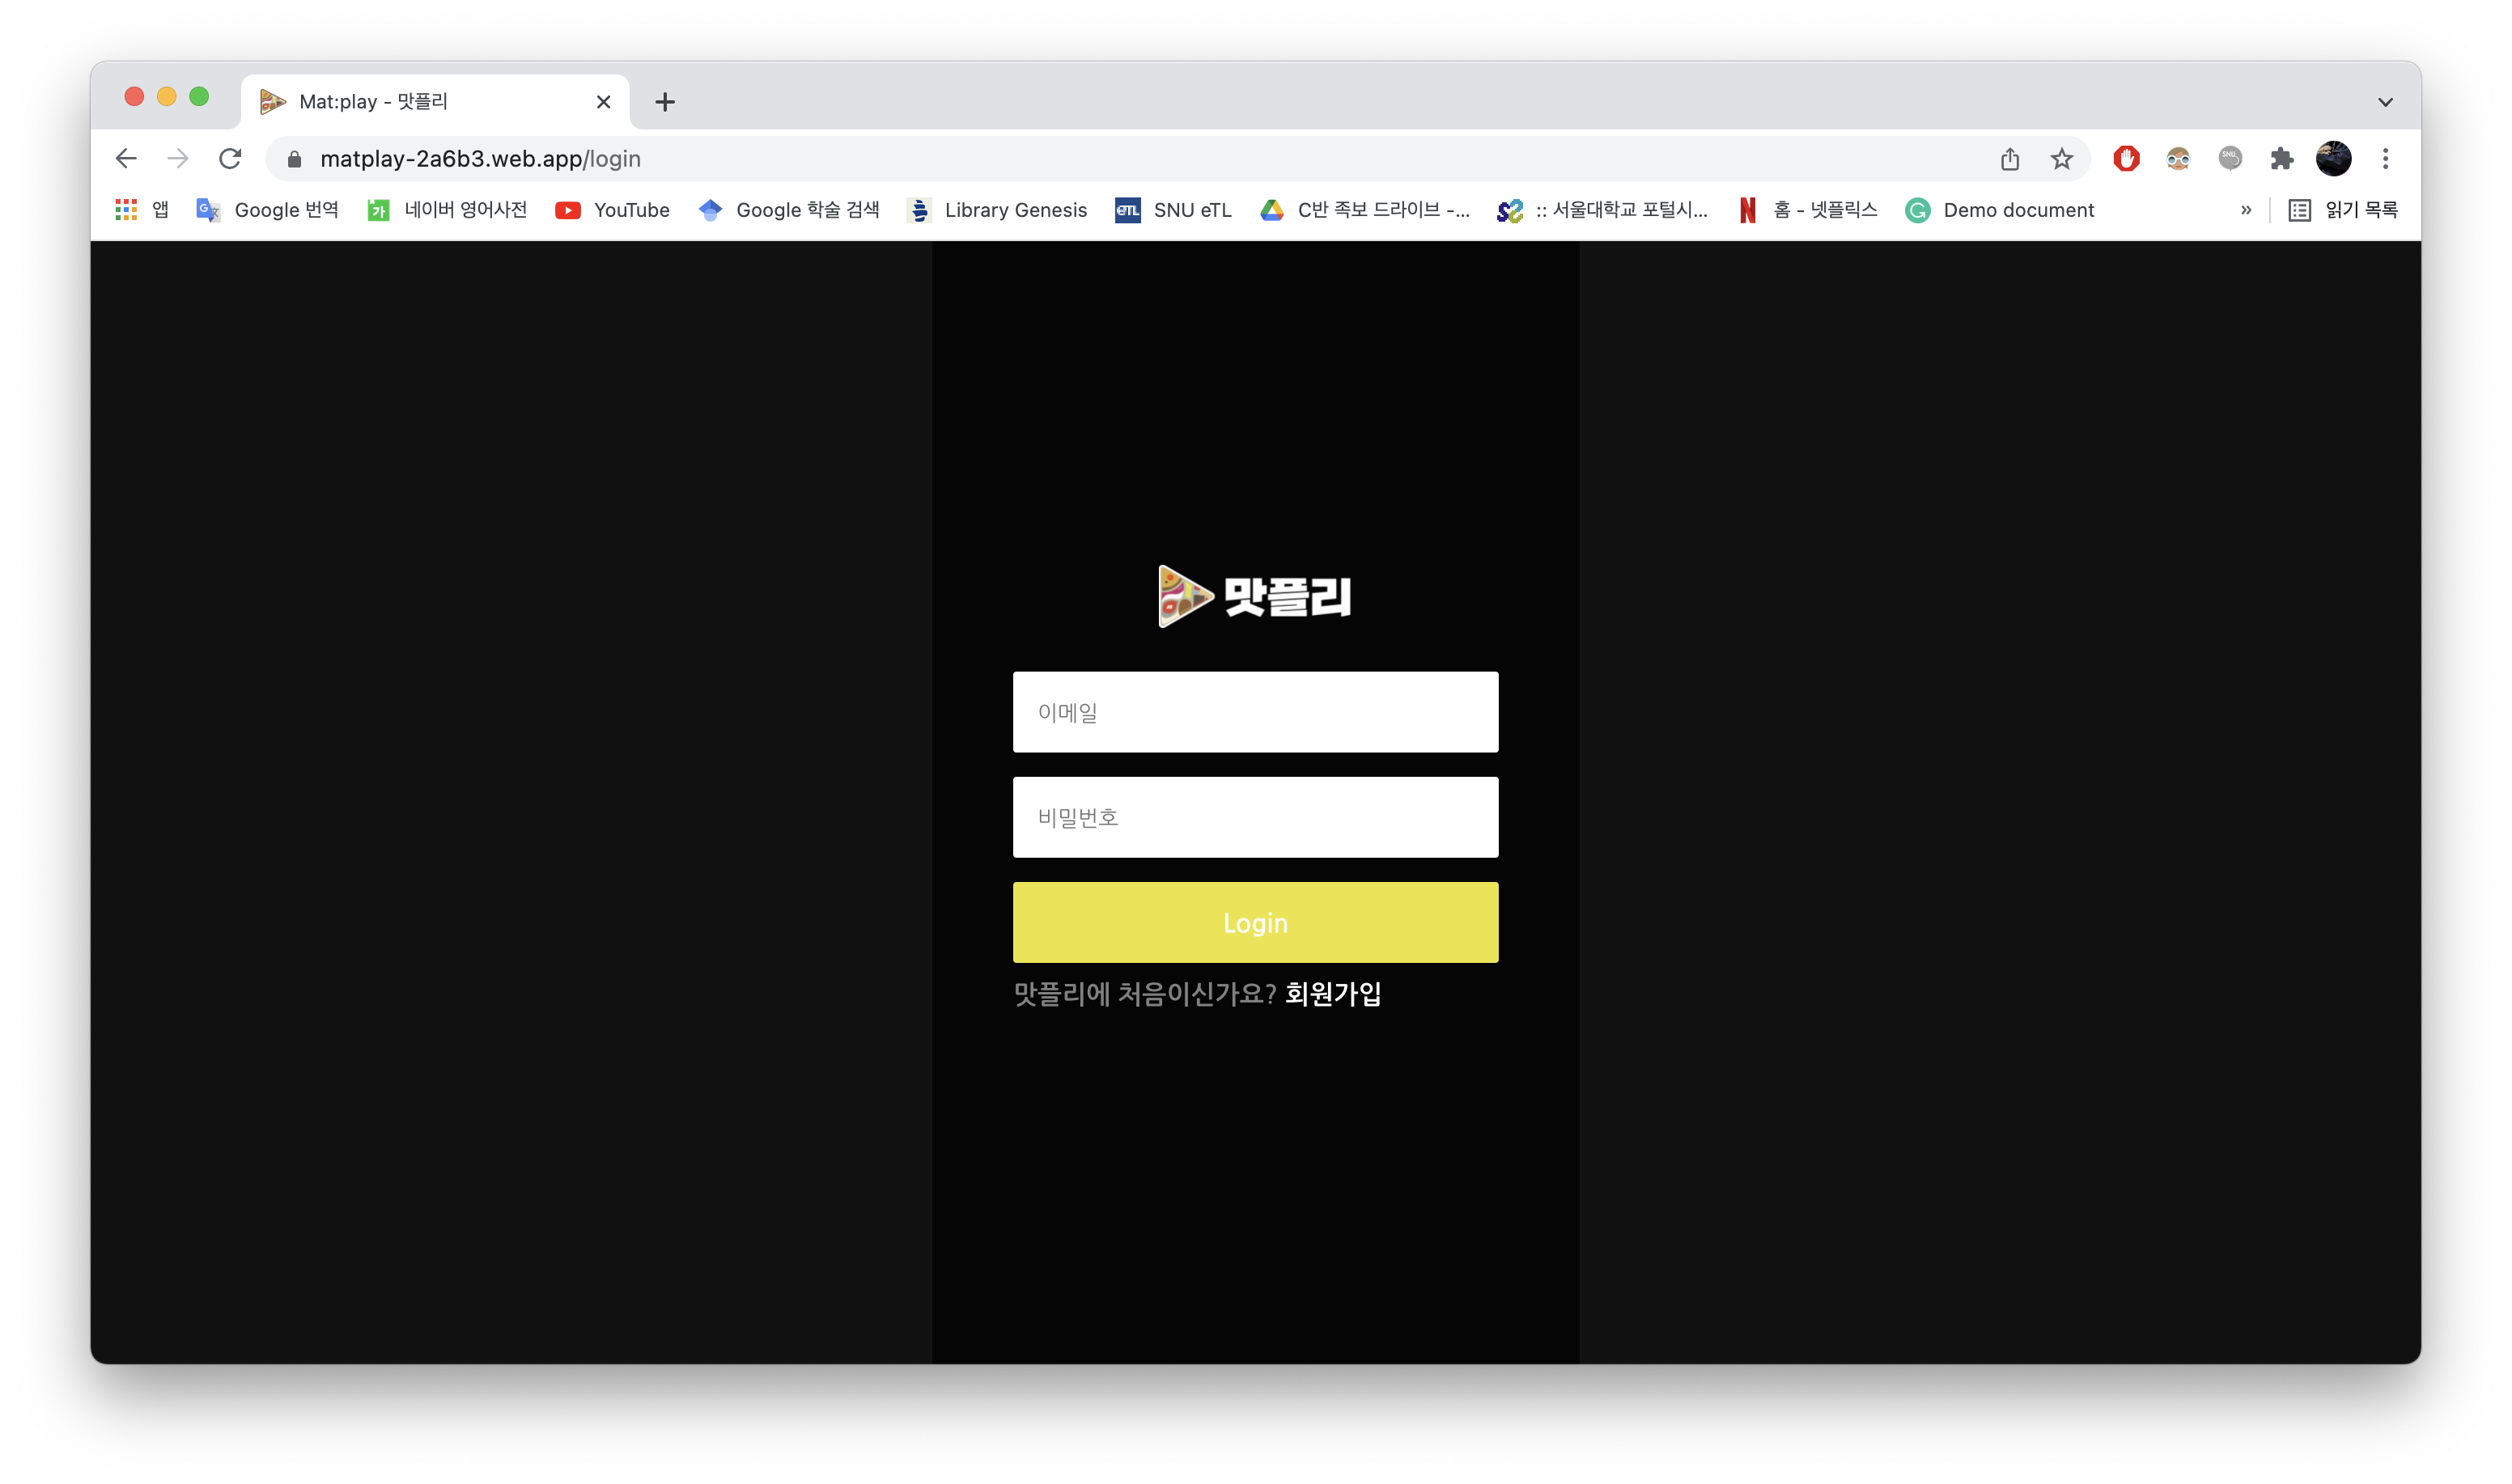 Mat:play - 맛플리
matplay-2a6b3.web.app/login
앱 Google 번역 네이버 영어사전 YouTube Google 학술 검색 Library Genesis eTL SNU eTL C반 족보 드라이브 -... :: 서울대학교 포털시... 홈 - 넷플릭스 Demo document » 읽기 목록
맛플리
이메일
비밀번호
Login
맛플리에 처음이신가요? 회원가입